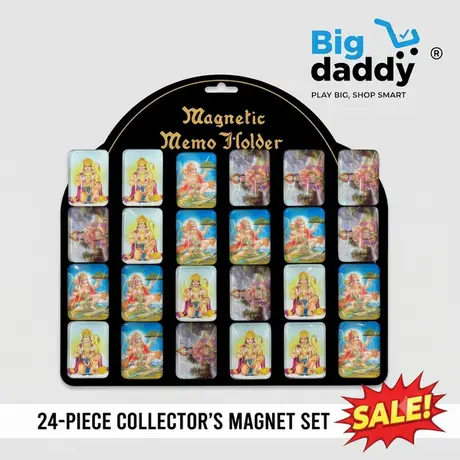 Big
daddy®
PLAY BIG, SHOP SMART
Magnetic
Memo Holder
24-PIECE COLLECTOR'S MAGNET SET
SALE!